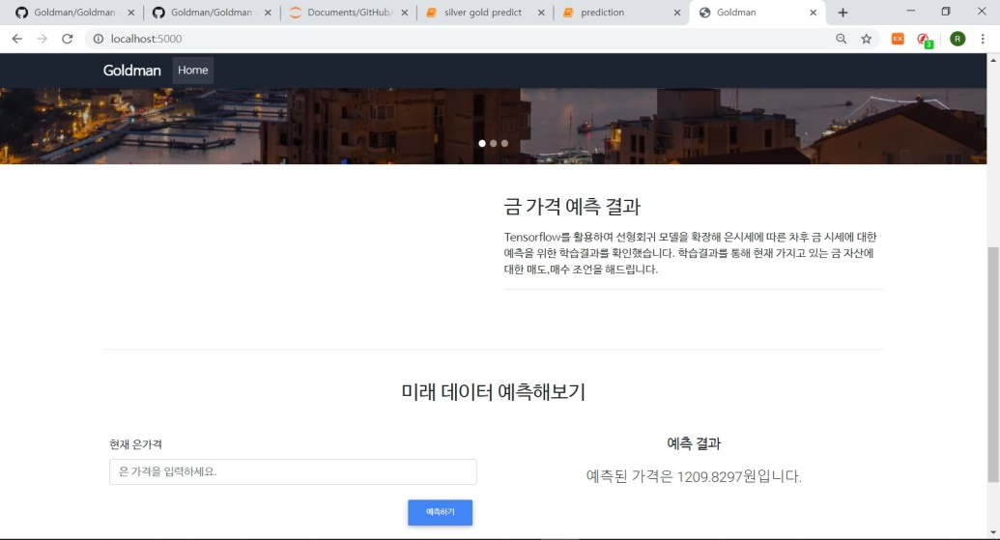 Goldman/Goldman
Goldman/Goldman
Documents/GitHub/
silver gold predict
prediction
Goldman
localhost:5000
R
3
Goldman
Home
금 가격 예측 결과
Tensorflow를 활용하여 선형회귀 모델을 확장해 은시세에 따른 차후 금 시세에 대한
예측을 위한 학습결과를 확인했습니다. 학습결과를 통해 현재 가지고 있는 금 자산에
대한 매도,매수 조언을 해드립니다.
미래 데이터 예측해보기
현재 은가격
은 가격을 입력하세요.
예측하기
예측 결과
예측된 가격은 1209.8297원입니다.